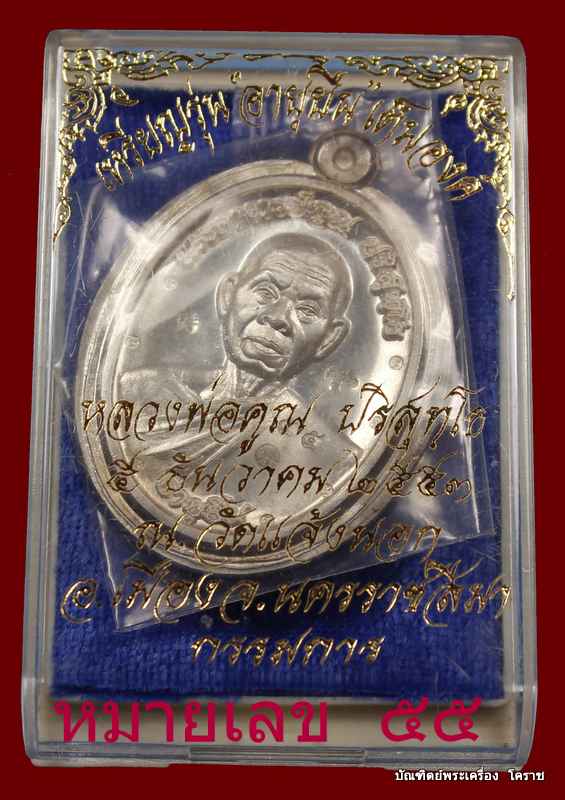 เหรียญรุ่น "อายุยืน" เต็มองค์
หลวงพ่อคูณ ปริสุทฺโธ
๕ ธันวาคม ๒๕๕๓
ณ.วัดแจ้งนอก
อ.เมือง จ.นครราชสีมา
กรรมการ
หมายเลข ๕๕
บัณฑิตย์พระเครื่อง โคราช